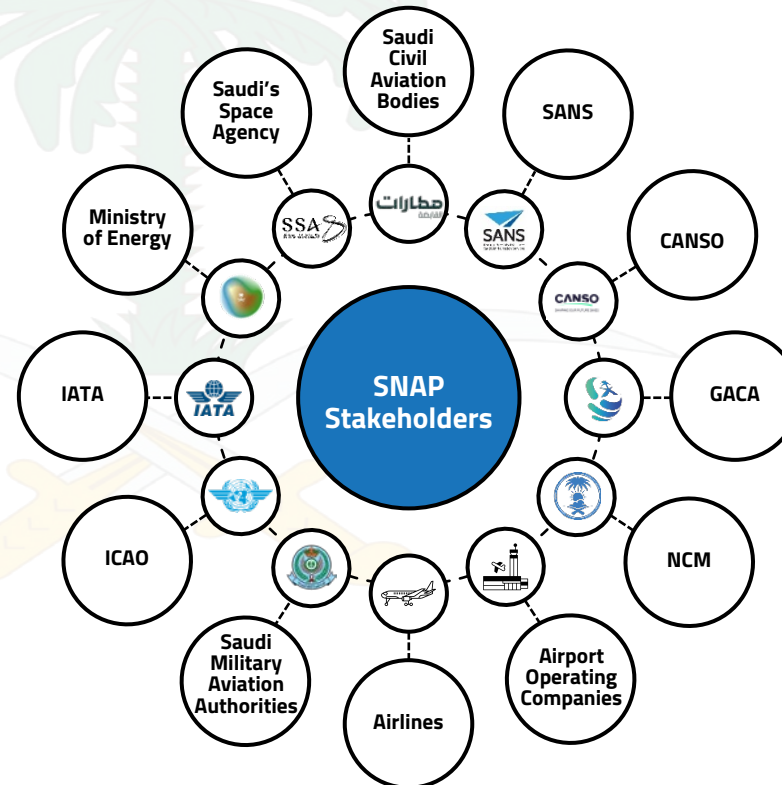 Saudi
Civil
Aviation
Bodies
SANS
CANSO
GACA
NCM
Airport
Operating
Companies
Airlines
Saudi
Military
Aviation
Authorities
ICAO
IATA
Ministry
of Energy
Saudi's
Space
Agency
SNAP
Stakeholders
مطارات
القابضة
SANS
CANSO
IATA
SSA